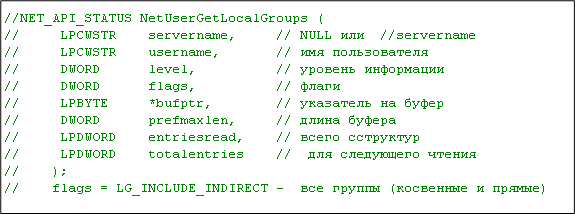 //NET_API_STATUS NetUserGetLocalGroups (
// LPCWSTR servername, // NULL или //servername
// LPCWSTR username, // имя пользователя
// DWORD level, // уровень информации
// DWORD flags, // флаги
// LPBYTE *bufptr, // указатель на буфер
// DWORD prefmaxlen, // длина буфера
// LPDWORD entriesread, // всего сструктур
// LPDWORD totalentries // для следующего чтения
// );
// flags = LG_INCLUDE_INDIRECT - все группы (косвенные и прямые)